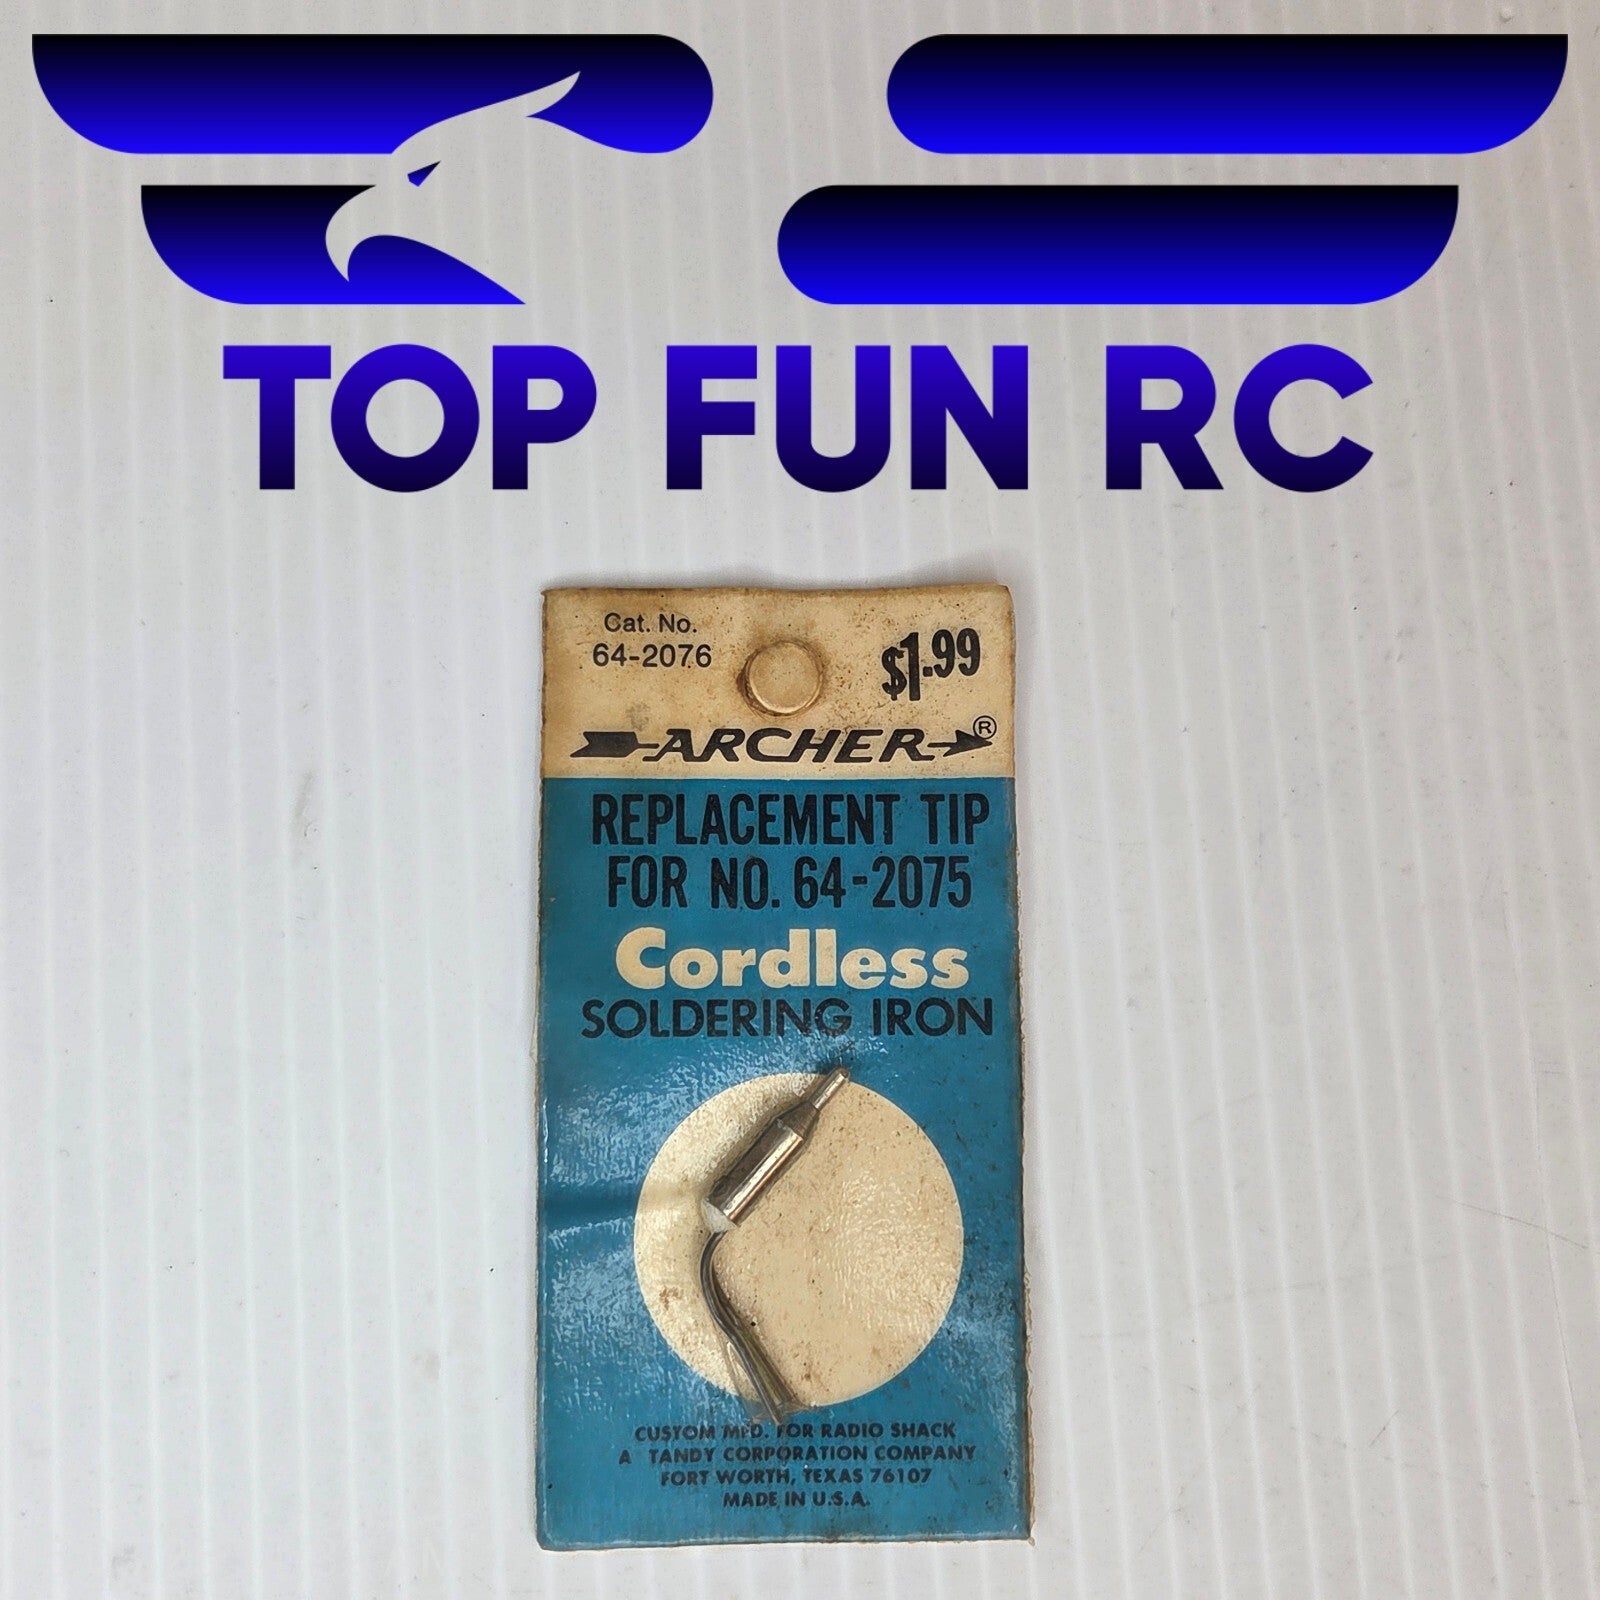 TOP FUN RC
Cat. No.
64-2076
$1.99
ARCHER®
REPLACEMENT TIP
FOR NO. 64-2075
Cordless
SOLDERING IRON
CUSTOM MFD. FOR RADIO SHACK
A TANDY CORPORATION COMPANY
FORT WORTH, TEXAS 76107
MADE IN U.S.A.